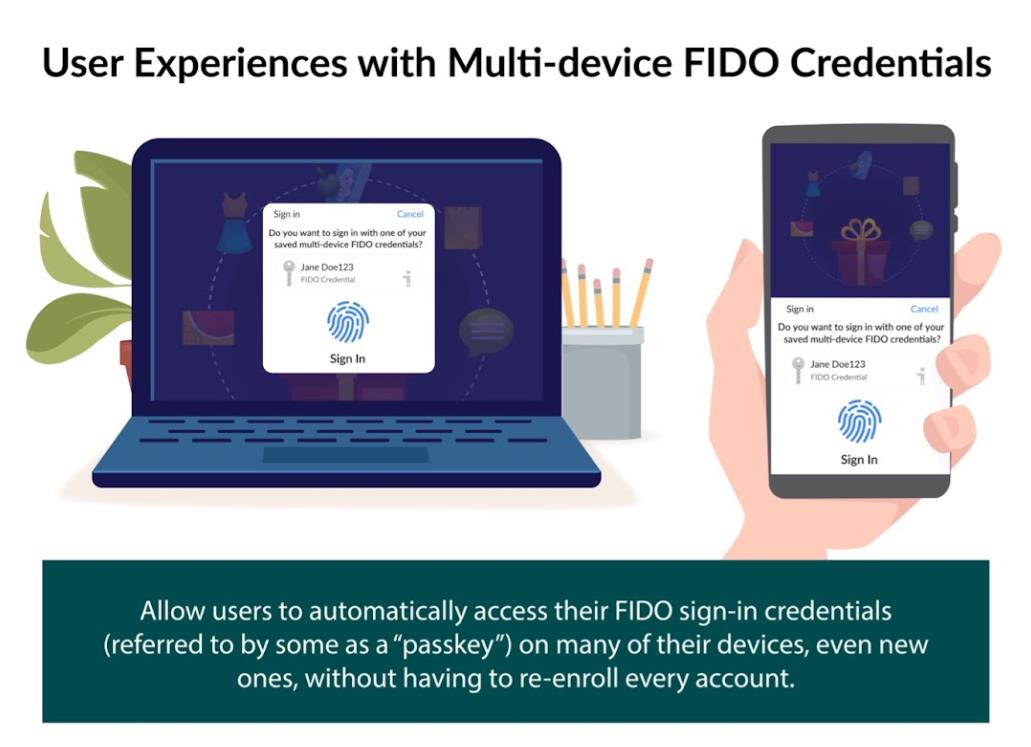 User Experiences with Multi-device FIDO Credentials
Sign in Cancel
Do you want to sign in with one of your
saved multi-device FIDO credentials?
Jane Doe123
FIDO Credential
Sign In
Sign in Cancel
Do you want to sign in with one of your
saved multi-device FIDO credentials?
Jane Doe123
FIDO Credential
Sign In
Allow users to automatically access their FIDO sign-in credentials
(referred to by some as a “passkey”) on many of their devices, even new
ones, without having to re-enroll every account.